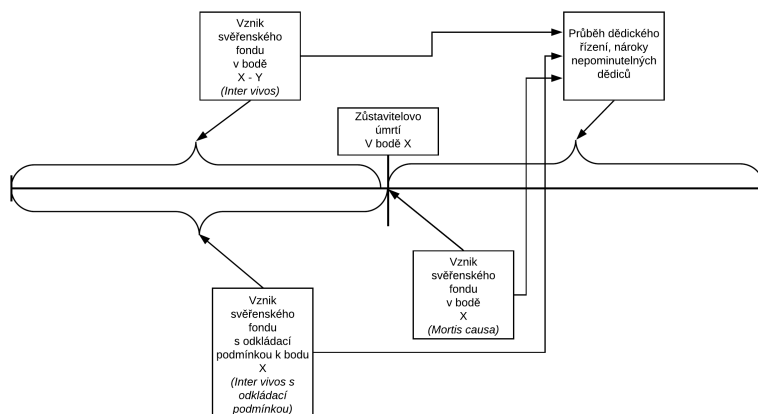 Vznik
svěřenského
fondu
v bodě
X - Y
(Inter vivos)
Průběh dědického
řízení, nároky
nepominutelných
dědiců
Zůstavitelovo
úmrtí
V bodě X
Vznik
svěřenského
fondu
v bodě
X
(Mortis causa)
Vznik
svěřenského
fondu
s odkládací
podmínkou k bodu
X
(Inter vivos s
odkládací
podmínkou)